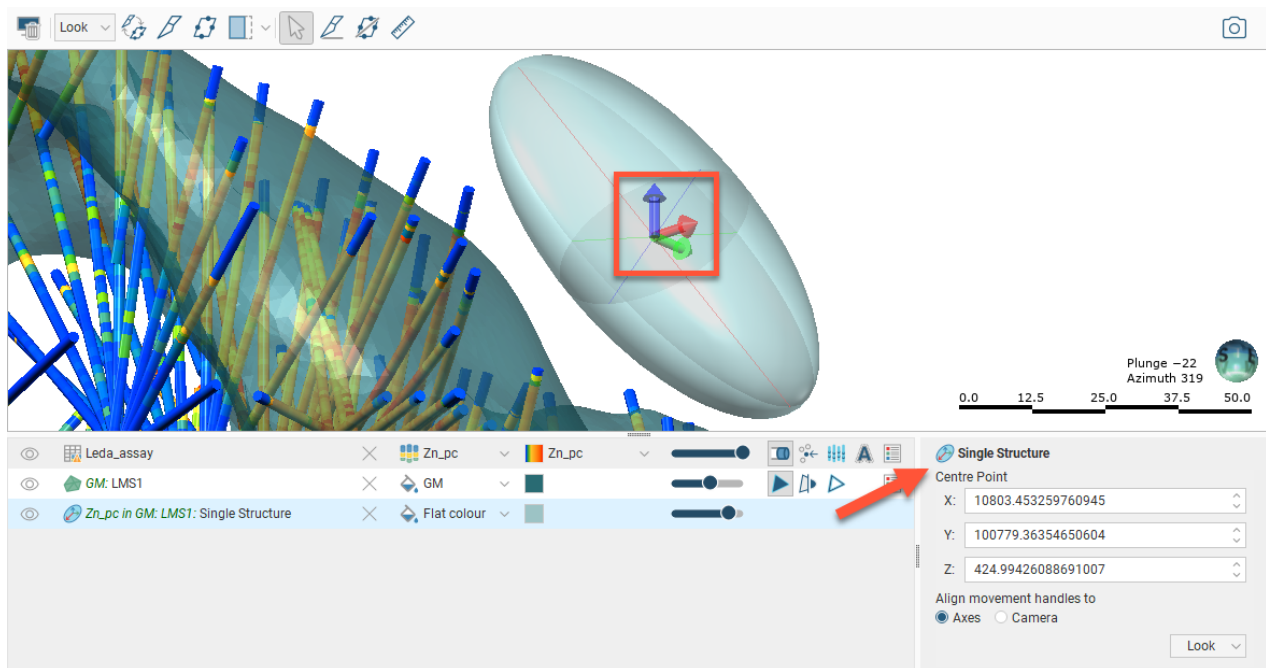 Look
S E
Plunge −22
Azimuth 319
0.0 12.5 25.0 37.5 50.0
Leda_assay Zn_pc Zn_pc A
GM: LMS1 GM
Zn_pc in GM: LMS1: Single Structure Flat colour
Single Structure
Centre Point
X: 10803.453259760945
Y: 100779.36354650604
Z: 424.99426088691007
Align movement handles to
Axes Camera
Look